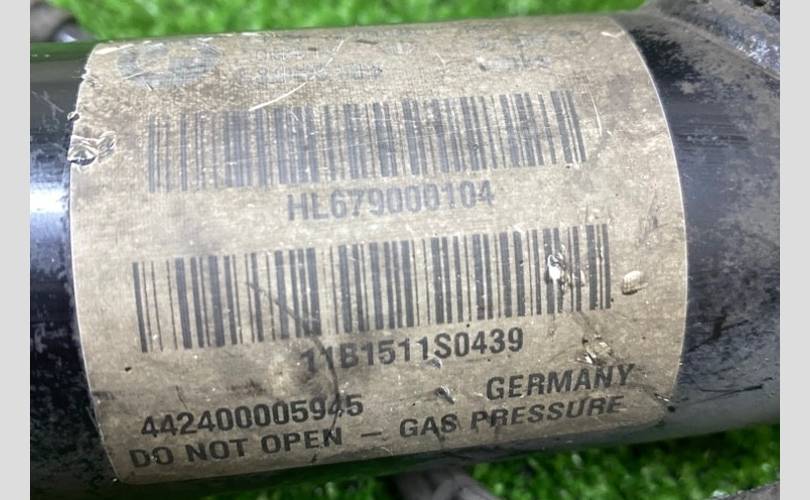 HL679000104
11B1511S0439
442400005945 GERMANY
DO NOT OPEN – GAS PRESSURE